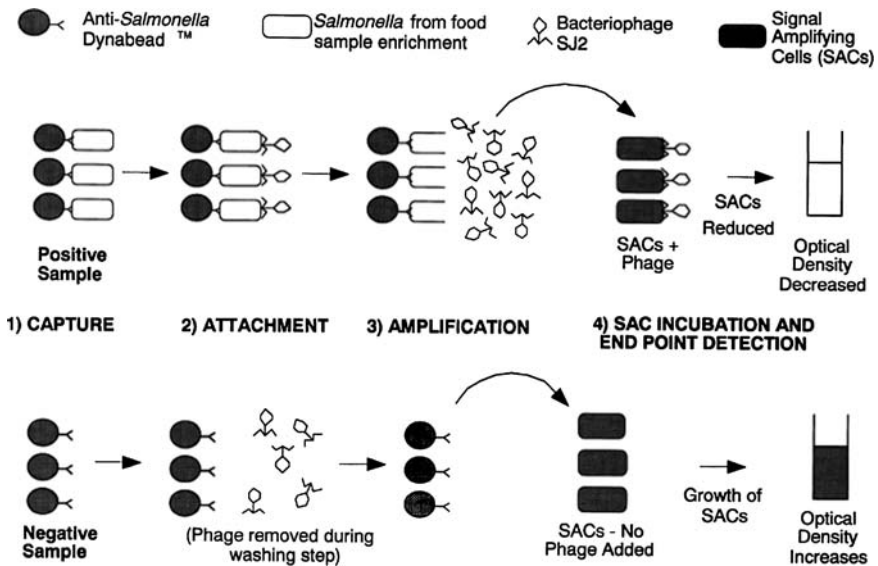 Anti-Salmonella
Dynabead ™
Salmonella from food
sample enrichment
Bacteriophage
SJ2
Signal
Amplifying
Cells (SACs)
Positive
Sample
SACs +
Phage
SACs
Reduced
Optical
Density
Decreased
1) CAPTURE
2) ATTACHMENT
3) AMPLIFICATION
4) SAC INCUBATION AND
END POINT DETECTION
Negative
Sample
(Phage removed during
washing step)
SACs - No
Phage Added
Growth of
SACs
Optical
Density
Increases